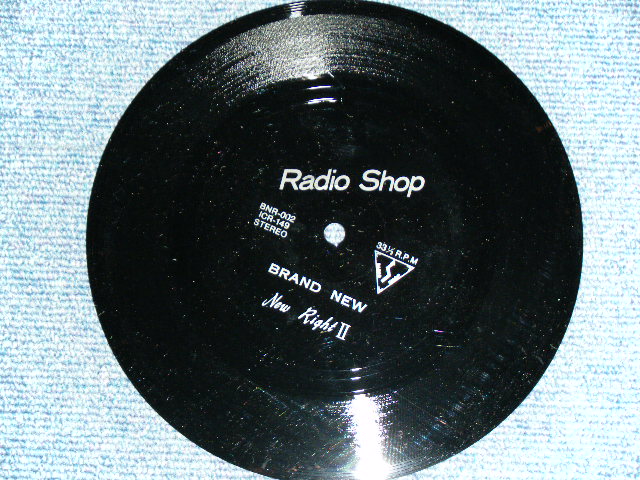 Radio Shop
BNR-002
ICR-149
STEREO
33⅓ R.P.M
BRAND NEW
New Right II